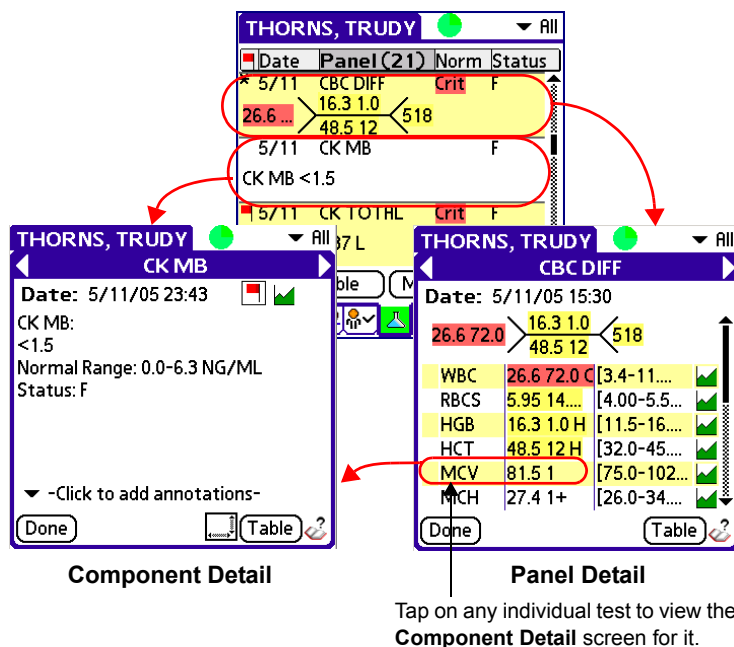 THORNS, TRUDY All
Date Panel (21) Norm Status
* 5/11 CBC DIFF Crit F
26.6 ... 16.3 1.0 518
48.5 12
5/11 CK MB F
CK MB <1.5
5/11 CK TOTAL Crit F
37 L
THORNS, TRUDY All
CK MB
Date: 5/11/05 23:43
CK MB:
<1.5
Normal Range: 0.0-6.3 NG/ML
Status: F
-Click to add annotations-
Done Table
Component Detail
THORNS, TRUDY All
CBC DIFF
Date: 5/11/05 15:30
26.6 72.0 16.3 1.0 518
48.5 12
WBC 26.6 72.0 C [3.4-11....
RBCS 5.95 14.... [4.00-5.5...
HGB 16.3 1.0 H [11.5-16....
HCT 48.5 12 H [32.0-45....
MCV 81.5 1 [75.0-102...
MCH 27.4 1+ [26.0-34....
Done Table
Panel Detail
Tap on any individual test to view the
Component Detail screen for it.